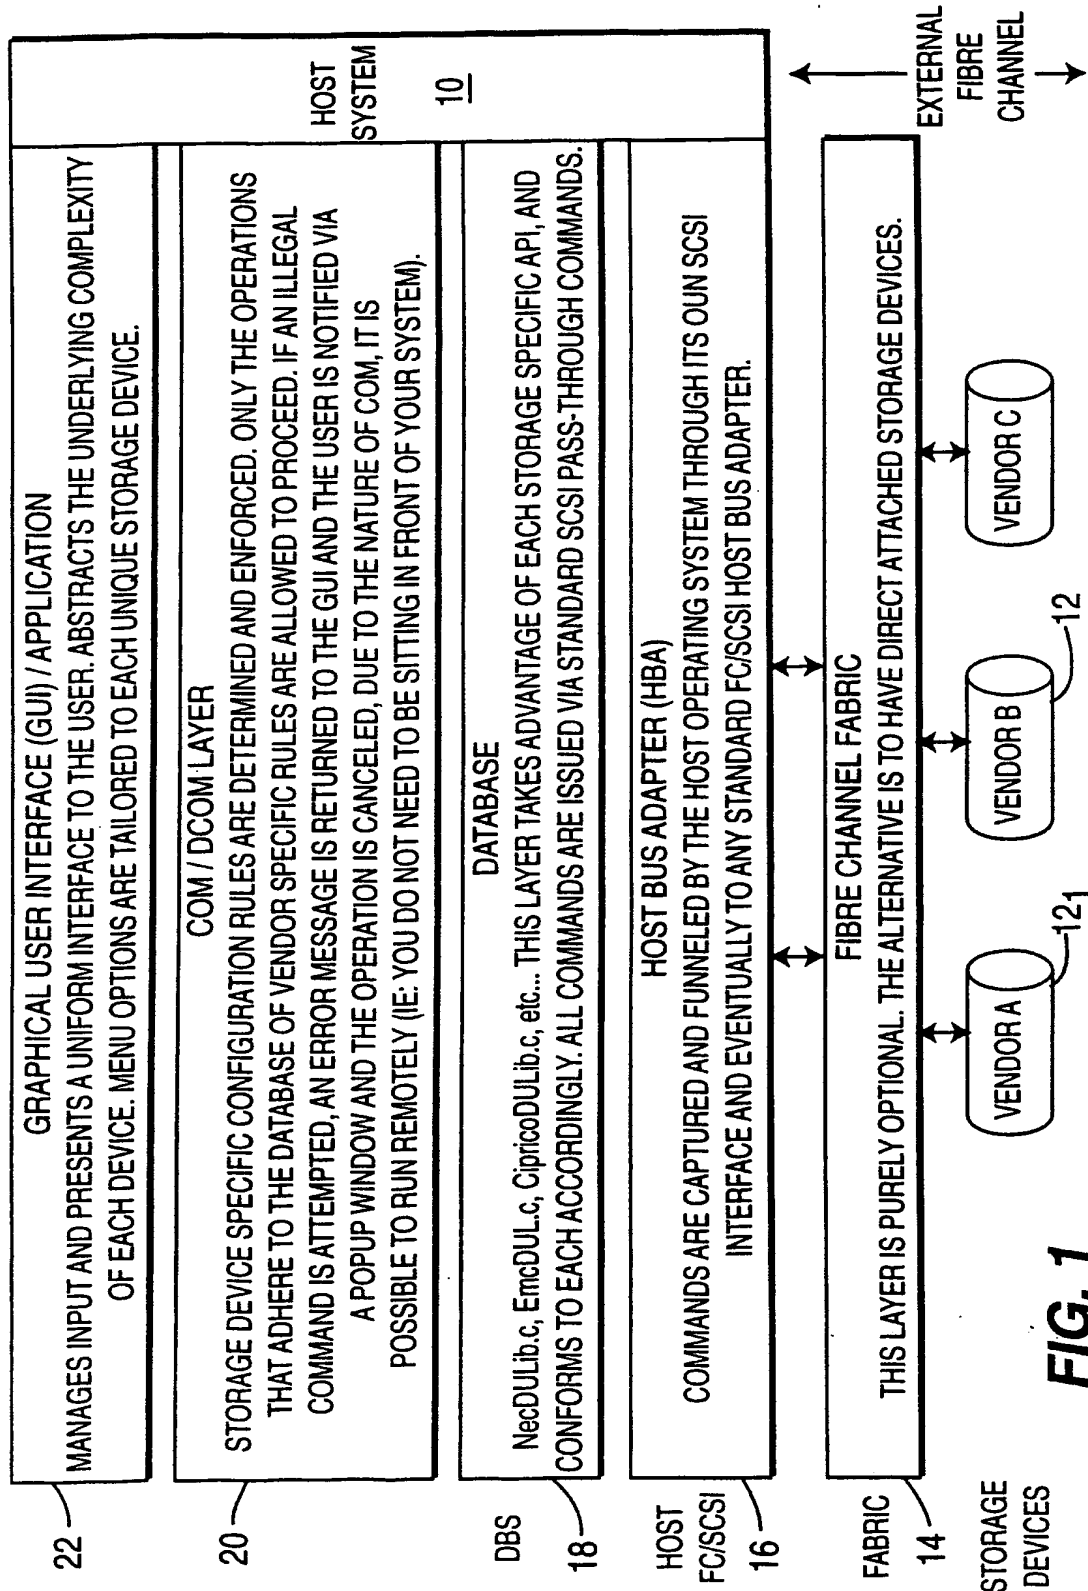 GRAPHICAL USER INTERFACE (GUI) / APPLICATION
MANAGES INPUT AND PRESENTS A UNIFORM INTERFACE TO THE USER. ABSTRACTS THE UNDERLYING COMPLEXITY
OF EACH DEVICE. MENU OPTIONS ARE TAILORED TO EACH UNIQUE STORAGE DEVICE.
22
HOST
SYSTEM
10
COM / DCOM LAYER
STORAGE DEVICE SPECIFIC CONFIGURATION RULES ARE DETERMINED AND ENFORCED. ONLY THE OPERATIONS
THAT ADHERE TO THE DATABASE OF VENDOR SPECIFIC RULES ARE ALLOWED TO PROCEED. IF AN ILLEGAL
COMMAND IS ATTEMPTED, AN ERROR MESSAGE IS RETURNED TO THE GUI AND THE USER IS NOTIFIED VIA
A POPUP WINDOW AND THE OPERATION IS CANCELED, DUE TO THE NATURE OF COM, IT IS
POSSIBLE TO RUN REMOTELY (IE: YOU DO NOT NEED TO BE SITTING IN FRONT OF YOUR SYSTEM).
20
DATABASE
NecDULib.c, EmcDUL.c, CipricoDULib.c, etc... THIS LAYER TAKES ADVANTAGE OF EACH STORAGE SPECIFIC API, AND
CONFORMS TO EACH ACCORDINGLY. ALL COMMANDS ARE ISSUED VIA STANDARD SCSI PASS-THROUGH COMMANDS.
DBS
18
HOST BUS ADAPTER (HBA)
COMMANDS ARE CAPTURED AND FUNNELED BY THE HOST OPERATING SYSTEM THROUGH ITS OUN SCSI
INTERFACE AND EVENTUALLY TO ANY STANDARD FC/SCSI HOST BUS ADAPTER.
HOST
FC/SCSI
16
FIBRE CHANNEL FABRIC
THIS LAYER IS PURELY OPTIONAL. THE ALTERNATIVE IS TO HAVE DIRECT ATTACHED STORAGE DEVICES.
FABRIC
14
EXTERNAL
FIBRE
CHANNEL
STORAGE
DEVICES
VENDOR A
121
VENDOR B
12
VENDOR C
FIG. 1